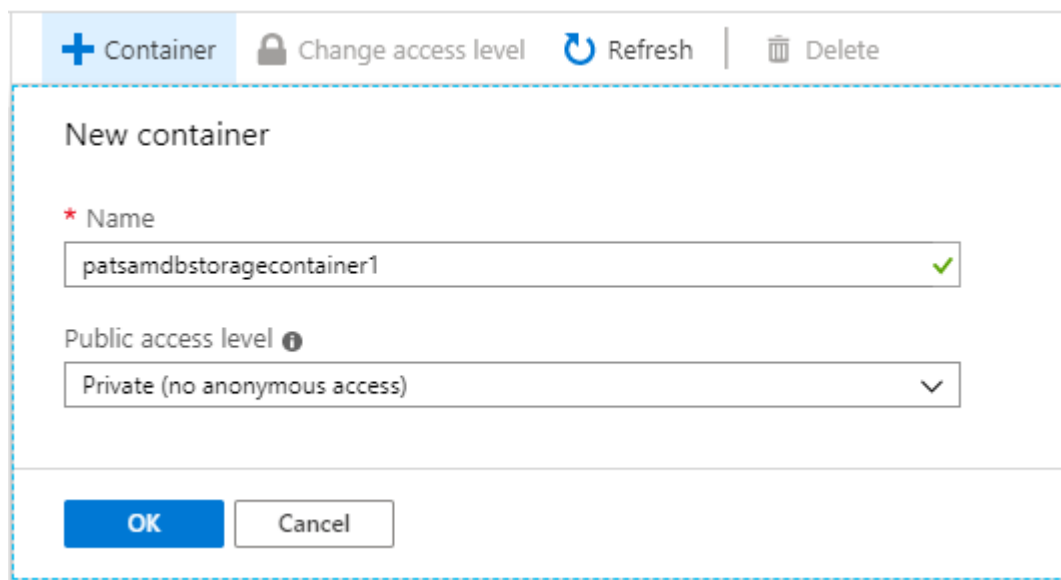 Container Change access level Refresh Delete
New container
* Name
patsamdbstoragecontainer1
Public access level
Private (no anonymous access)
OK Cancel